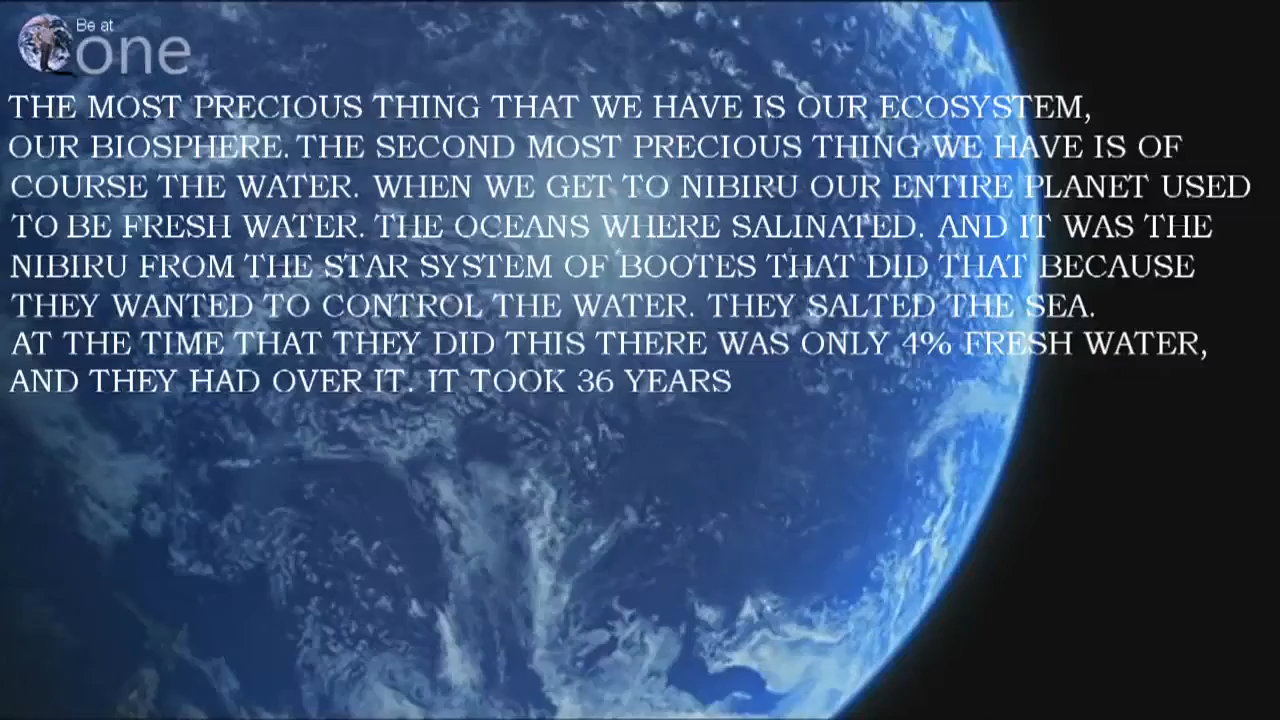 Be at
one
THE MOST PRECIOUS THING THAT WE HAVE IS OUR ECOSYSTEM,
OUR BIOSPHERE. THE SECOND MOST PRECIOUS THING WE HAVE IS OF
COURSE THE WATER. WHEN WE GET TO NIBIRU OUR ENTIRE PLANET USED
TO BE FRESH WATER. THE OCEANS WHERE SALINATED. AND IT WAS THE
NIBIRU FROM THE STAR SYSTEM OF BOOTES THAT DID THAT BECAUSE
THEY WANTED TO CONTROL THE WATER. THEY SALTED THE SEA.
AT THE TIME THAT THEY DID THIS THERE WAS ONLY 4% FRESH WATER,
AND THEY HAD OVER IT. IT TOOK 36 YEARS